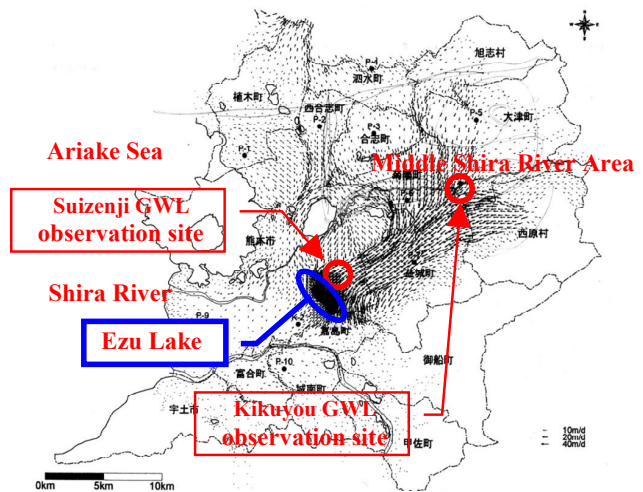 N
W
E
S
旭志村
P-4
泗水町
植木町
西合志町
P-2
P-3
合志町
P-5
大津町
P-1
Ariake Sea
Middle Shira River Area
Suizenji GWL
observation site
熊本市
西原村
益城町
Shira River
P-9
嘉島町
Ezu Lake
御船町
P-10
富合町
城南町
宇土市
Kikuyou GWL
observation site
甲佐町
10m/d
20m/d
40m/d
0km
5km
10km